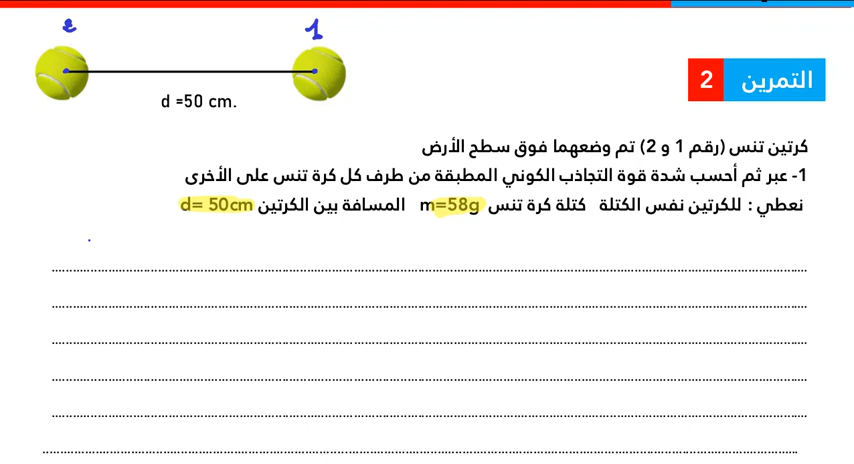 2 1
d =50 cm.
التمرين 2
كرتين تنس (رقم 1 و 2) تم وضعهما فوق سطح الأرض
1- عبر ثم أحسب شدة قوة التجاذب الكوني المطبقة من طرف كل كرة تنس على الأخرى
نعطي : للكرتين نفس الكتلة كتلة كرة تنس m=58g المسافة بين الكرتين d= 50cm